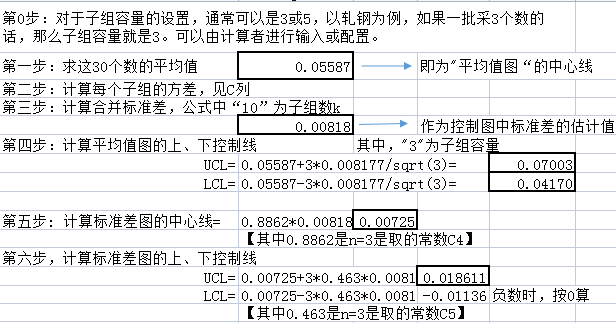 第0步：对于子组容量的设置，通常可以是3或5，以轧钢为例，如果一批采3个数的
话，那么子组容量就是3。可以由计算者进行输入或配置。
第一步：求这30个数的平均值 0.05587 即为"平均值图“的中心线
第二步：计算每个子组的方差，见C列
第三步：计算合并标准差，公式中“10”为子组数k
0.00818 作为控制图中标准差的估计值
第四步：计算平均值图的上、下控制线 其中，"3"为子组容量
UCL= 0.05587+3*0.008177/sqrt(3)= 0.07003
LCL= 0.05587-3*0.008177/sqrt(3)= 0.04170
第五步：计算标准差图的中心线= 0.8862*0.00818 0.00725
【其中0.8862是n=3是取的常数C4】
第六步，计算标准差图的上、下控制线
UCL= 0.00725+3*0.463*0.0081 0.018611
LCL= 0.00725-3*0.463*0.0081 -0.01136 负数时，按0算
【其中0.463是n=3是取的常数C5】